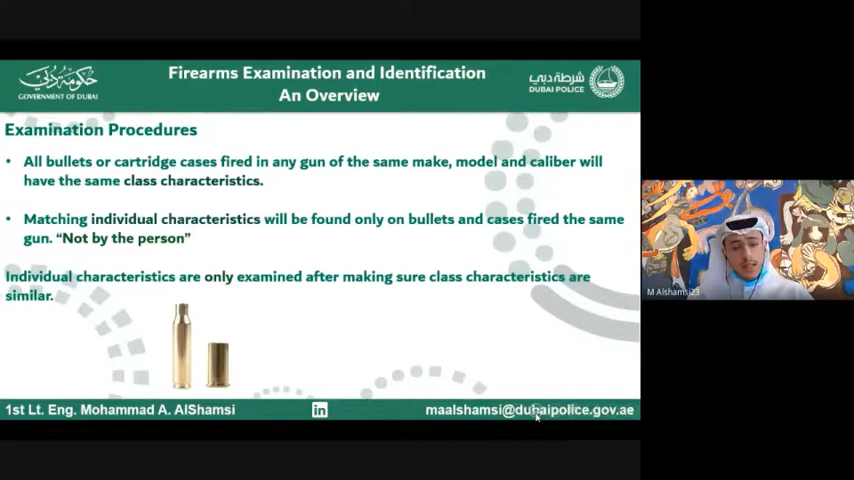 حكومة دبي
GOVERNMENT OF DUBAI
Firearms Examination and Identification
An Overview
شرطة دبي
DUBAI POLICE
Examination Procedures
• All bullets or cartridge cases fired in any gun of the same make, model and caliber will
have the same class characteristics.
• Matching individual characteristics will be found only on bullets and cases fired the same
gun. “Not by the person”
Individual characteristics are only examined after making sure class characteristics are
similar.
M Alshamsi23
1st Lt. Eng. Mohammad A. AlShamsi
in
maalshamsi@dubaipolice.gov.ae